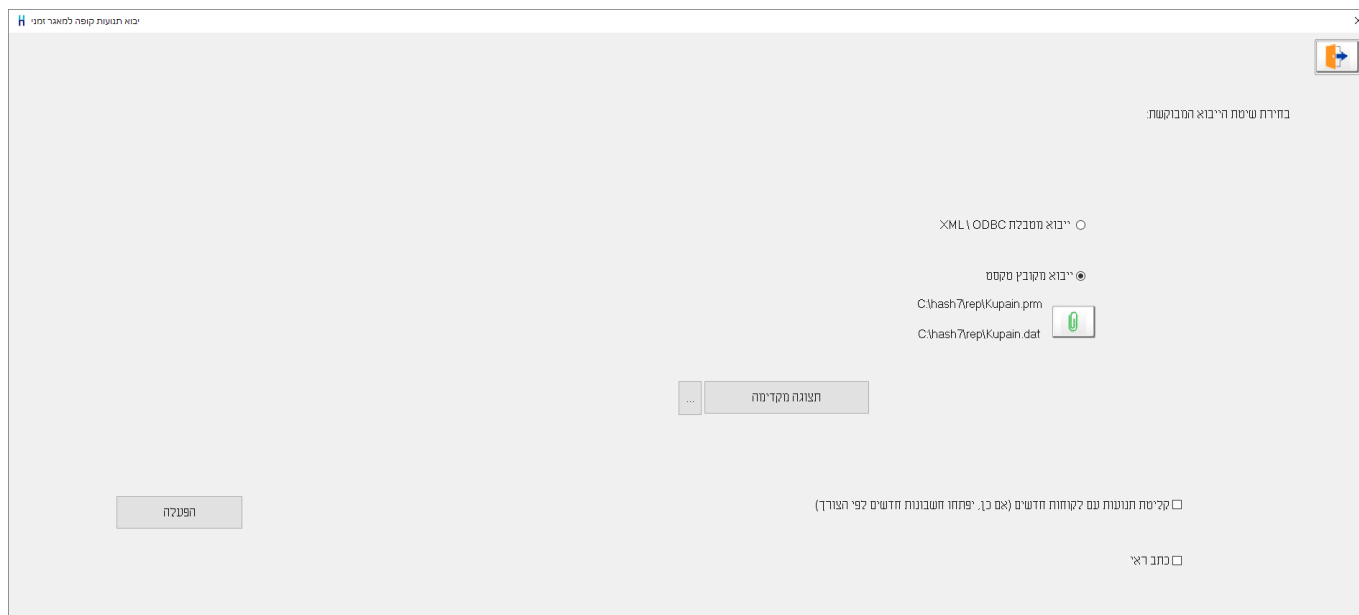 יבוא תנועות קופה למאגר זמני
בחירת שיטת הייבוא המבוקשת:
ייבוא מטבלת XML \ ODBC
ייבוא מקובץ טקסט
C:\hash7\rep\Kupain.prm
C:\hash7\rep\Kupain.dat
תצוגה מקדימה
...
קליטת תנועות עם לקוחות חדשים (אם כן, יפתחו חשבונות חדשים לפי הצורך)
הפעלה
כתב ראי